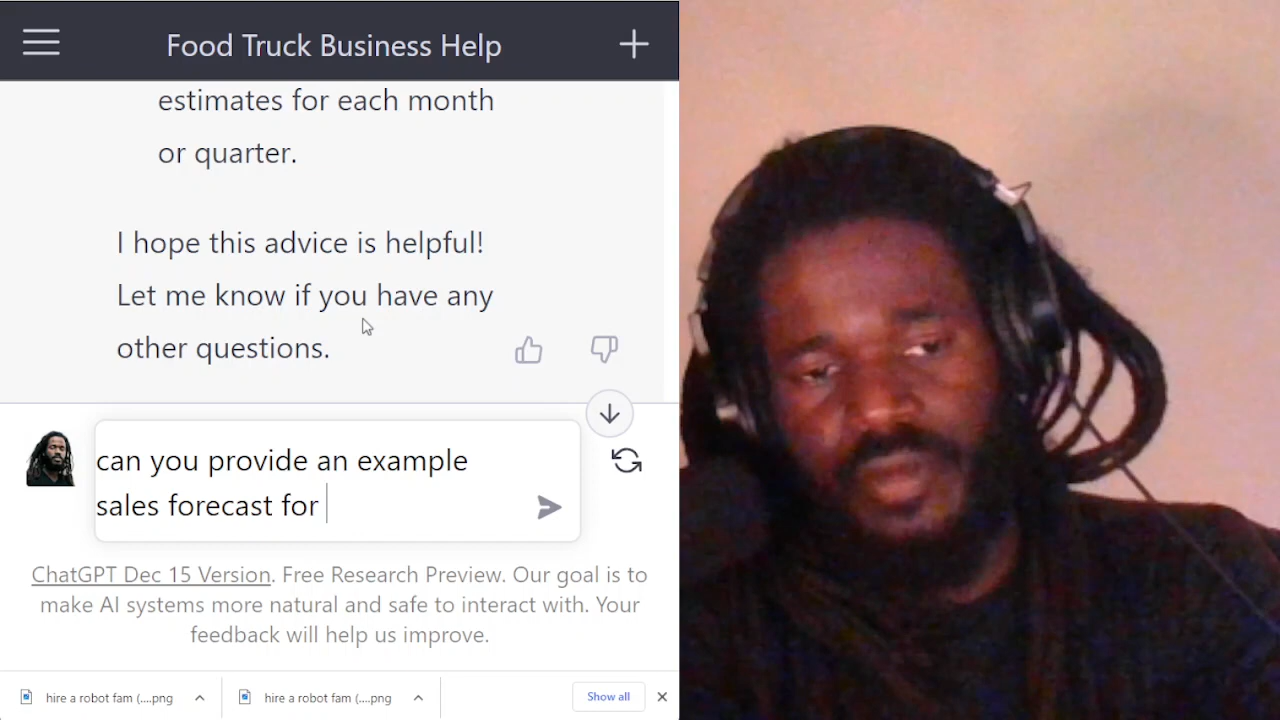 Food Truck Business Help
estimates for each month
or quarter.
I hope this advice is helpful!
Let me know if you have any
other questions.
can you provide an example
sales forecast for
ChatGPT Dec 15 Version. Free Research Preview. Our goal is to
make AI systems more natural and safe to interact with. Your
feedback will help us improve.
hire a robot fam (....png
hire a robot fam (....png
Show all